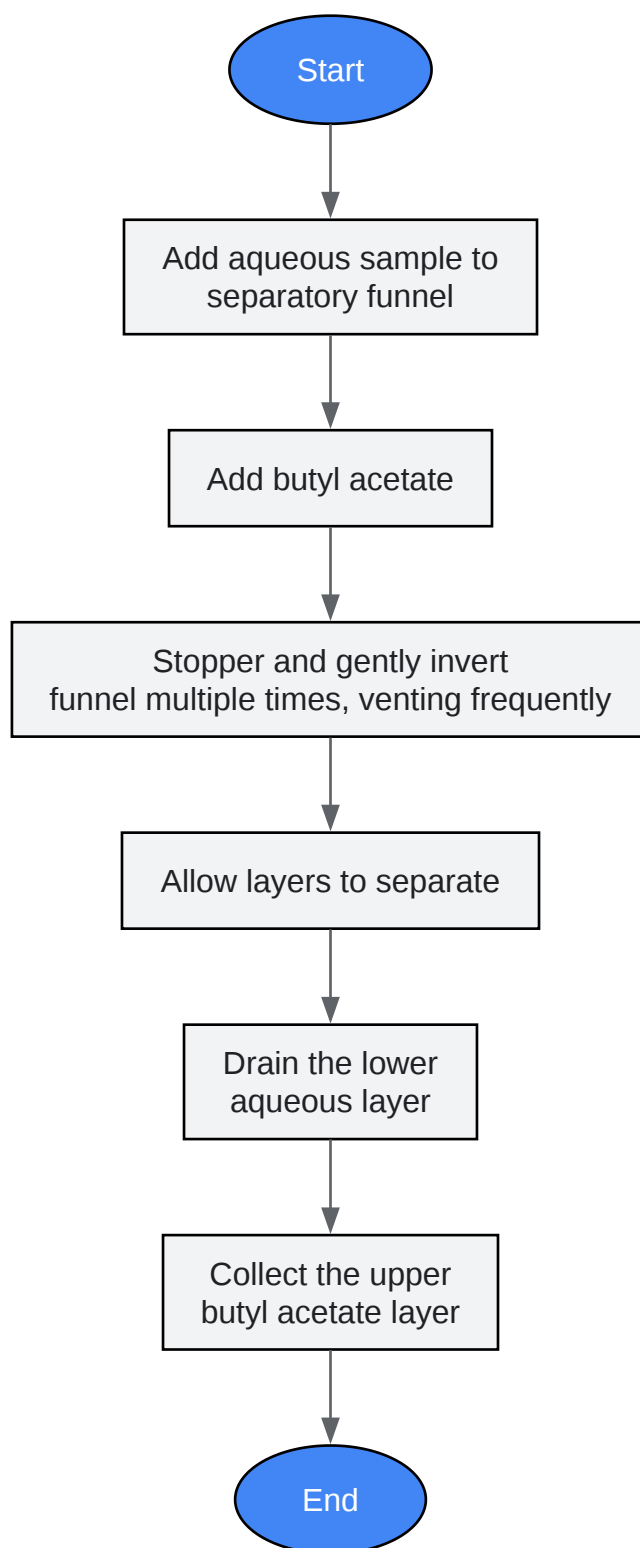 Start
Add aqueous sample to
separatory funnel
Add butyl acetate
Stopper and gently invert
funnel multiple times, venting frequently
Allow layers to separate
Drain the lower
aqueous layer
Collect the upper
butyl acetate layer
End